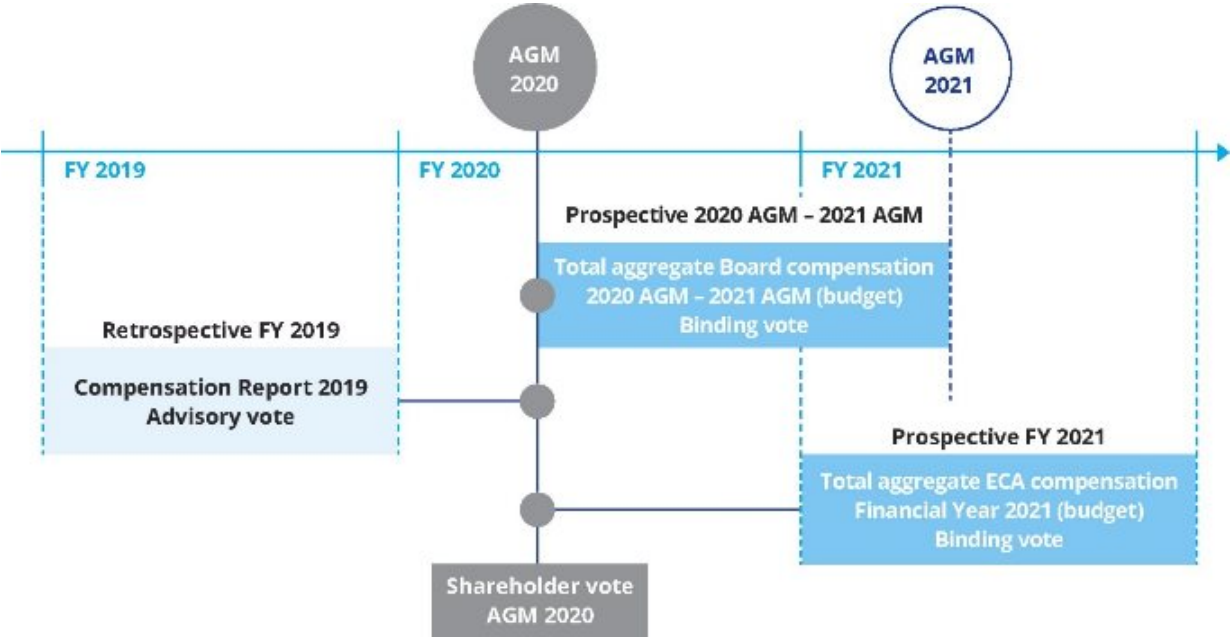 AGM
2020
AGM
2021
FY 2019
FY 2020
FY 2021
Prospective 2020 AGM – 2021 AGM
Total aggregate Board compensation
2020 AGM – 2021 AGM (budget)
Binding vote
Retrospective FY 2019
Compensation Report 2019
Advisory vote
Prospective FY 2021
Total aggregate ECA compensation
Financial Year 2021 (budget)
Binding vote
Shareholder vote
AGM 2020